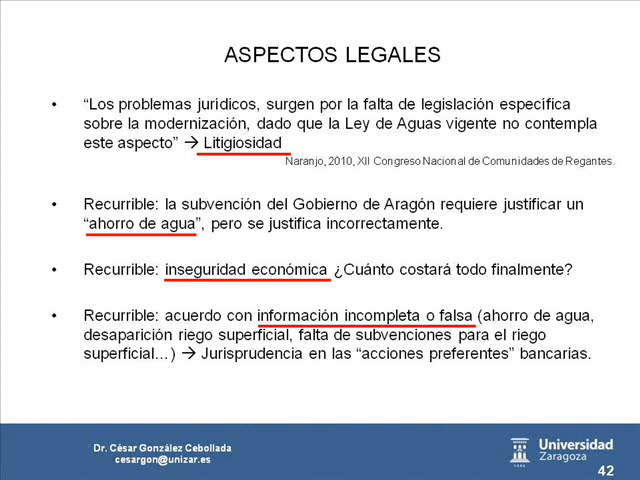 ASPECTOS LEGALES
• “Los problemas jurídicos, surgen por la falta de legislación específica
sobre la modernización, dado que la Ley de Aguas vigente no contempla
este aspecto” → Litigiosidad
Naranjo, 2010, XII Congreso Nacional de Comunidades de Regantes.
• Recurrible: la subvención del Gobierno de Aragón requiere justificar un
“ahorro de agua”, pero se justifica incorrectamente.
• Recurrible: inseguridad económica ¿Cuánto costará todo finalmente?
• Recurrible: acuerdo con información incompleta o falsa (ahorro de agua,
desaparición riego superficial, falta de subvenciones para el riego
superficial…) → Jurisprudencia en las “acciones preferentes” bancarias.
Dr. César González Cebollada
cesargon@unizar.es
Universidad
Zaragoza
1542
42